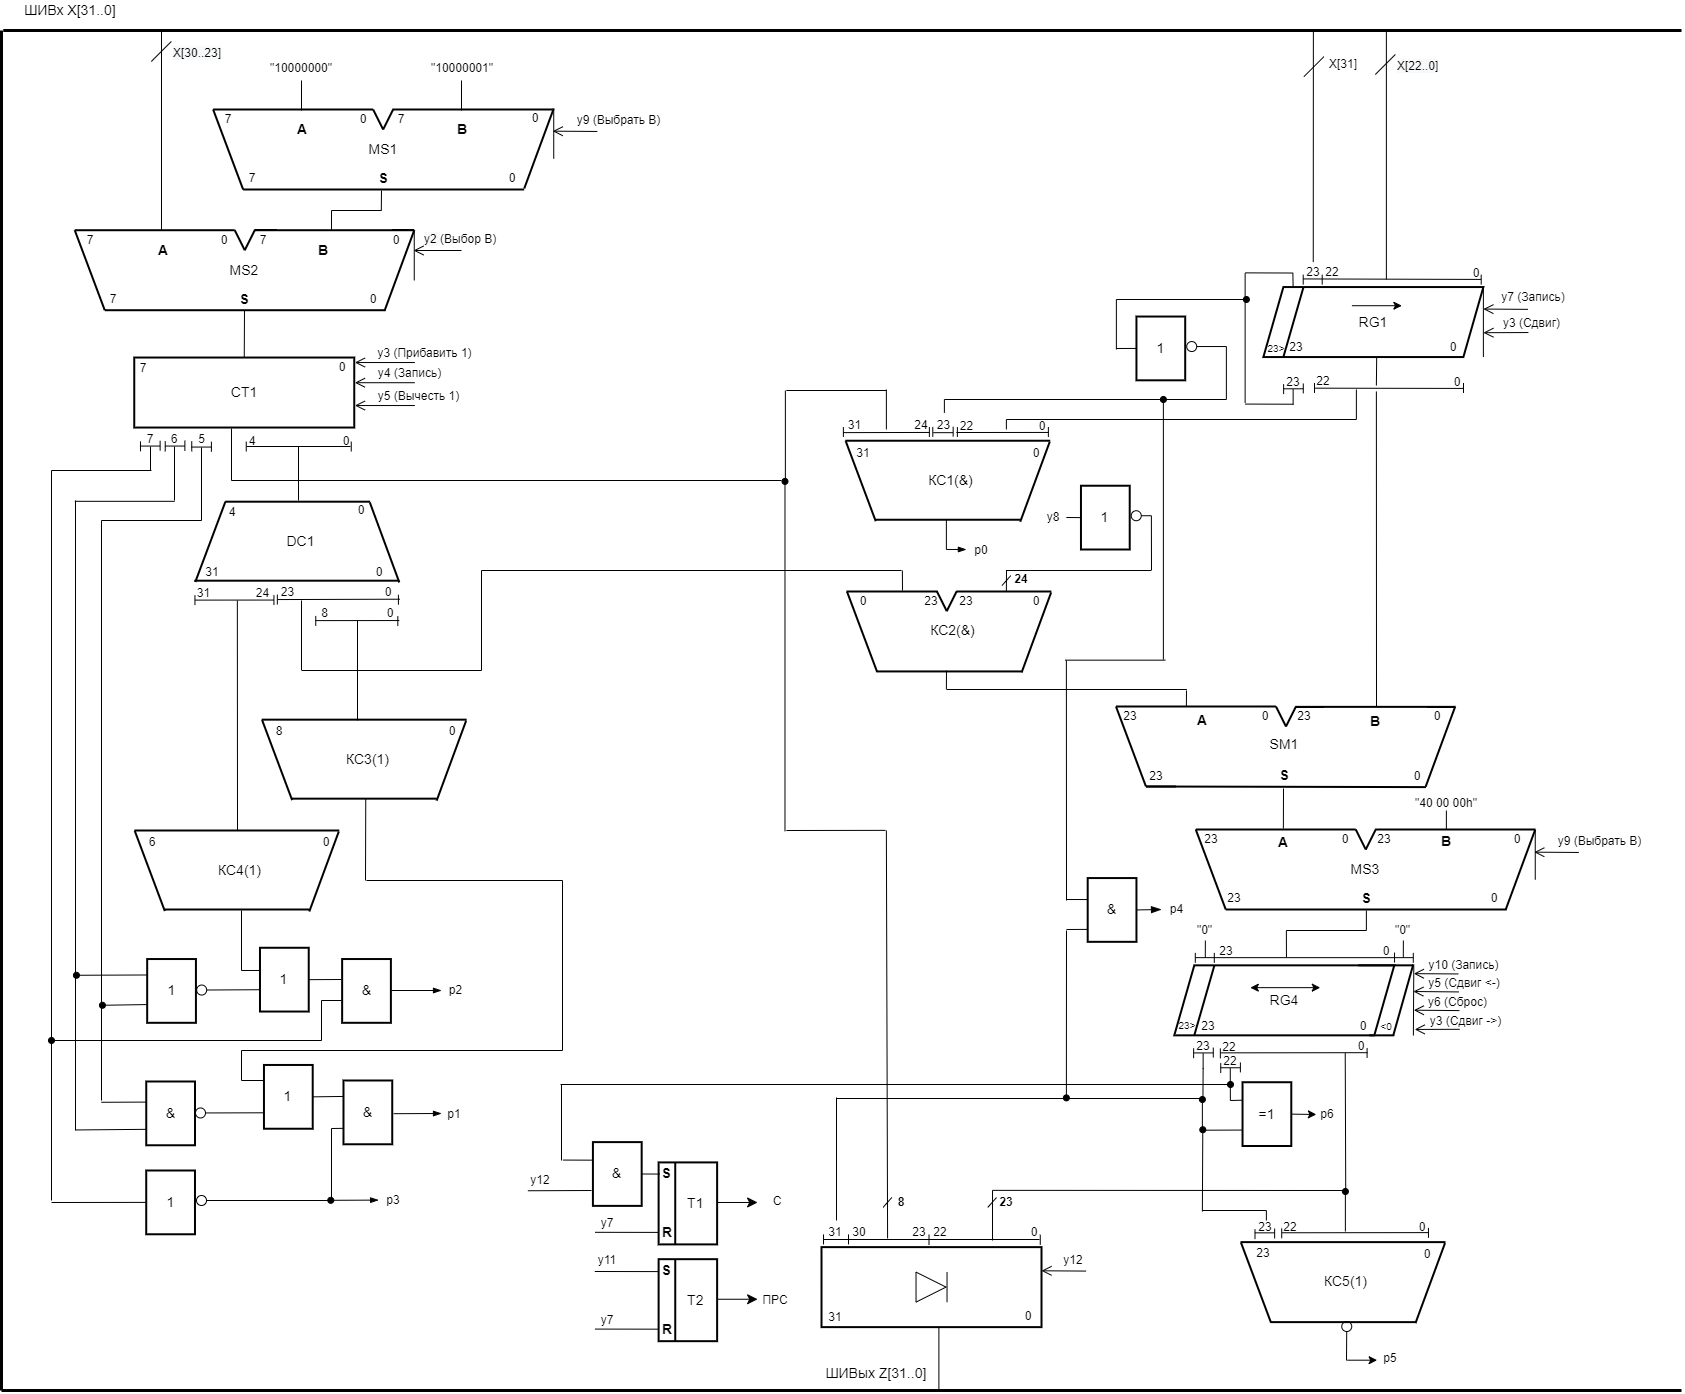 ШИВх X[31..0]
X[30..23]
"10000000"
"10000001"
X[31]
X[22..0]
7 0 7 0
A B
y9 (Выбрать B)
MS1
7 S 0
7 0 7 0
A B
y2 (Выбор B)
MS2
7 S 0
23 22 0
y7 (Запись)
RG1
y3 (Сдвиг)
23> 23 0
1
y3 (Прибавить 1)
7 0
y4 (Запись)
CT1
y5 (Вычесть 1)
23 22 0
7 6 5 4 0
31 24 23 22 0
31 0
КС1(&)
p0
4 0
DC1
31 0
y8
1
31 24 23 0
8 0
24
0 23 23 0
КС2(&)
23 0 23 0
A B
SM1
23 S 0
8 0
КС3(1)
"40 00 00h"
23 0 23 0
A B
y9 (Выбрать B)
MS3
23 S 0
6 0
КС4(1)
&
p4
"0" "0"
23 0
y10 (Запись)
y5 (Сдвиг <-)
RG4
y6 (Сброс)
y3 (Сдвиг ->)
23> 23 0 <0
1
1
&
p2
23 22 0
22
=1
p6
&
1
&
p1
1
p3
y12
&
S
T1
C
y7
R
y11
S
T2
ПРС
y7
R
8
23
31 30 23 22 0
y12
31 0
23 22 0
23 0
КС5(1)
p5
ШИВых Z[31..0]